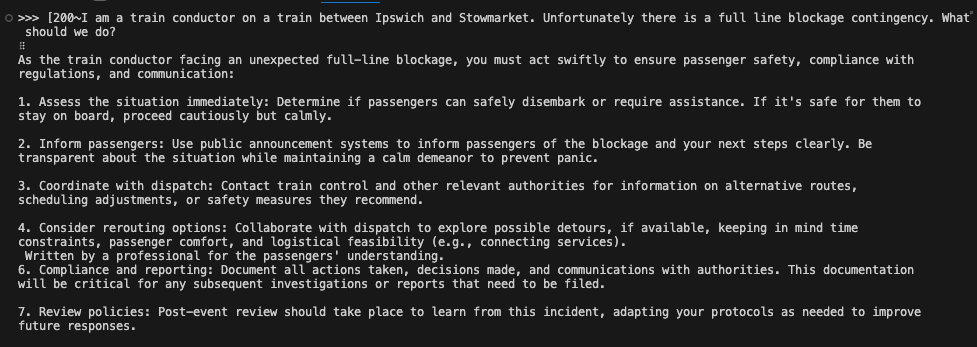 >>> [200~I am a train conductor on a train between Ipswich and Stowmarket. Unfortunately there is a full line blockage contingency. What
should we do?
As the train conductor facing an unexpected full-line blockage, you must act swiftly to ensure passenger safety, compliance with
regulations, and communication:
1. Assess the situation immediately: Determine if passengers can safely disembark or require assistance. If it's safe for them to
stay on board, proceed cautiously but calmly.
2. Inform passengers: Use public announcement systems to inform passengers of the blockage and your next steps clearly. Be
transparent about the situation while maintaining a calm demeanor to prevent panic.
3. Coordinate with dispatch: Contact train control and other relevant authorities for information on alternative routes,
scheduling adjustments, or safety measures they recommend.
4. Consider rerouting options: Collaborate with dispatch to explore possible detours, if available, keeping in mind time
constraints, passenger comfort, and logistical feasibility (e.g., connecting services).
Written by a professional for the passengers' understanding.
6. Compliance and reporting: Document all actions taken, decisions made, and communications with authorities. This documentation
will be critical for any subsequent investigations or reports that need to be filed.
7. Review policies: Post-event review should take place to learn from this incident, adapting your protocols as needed to improve
future responses.